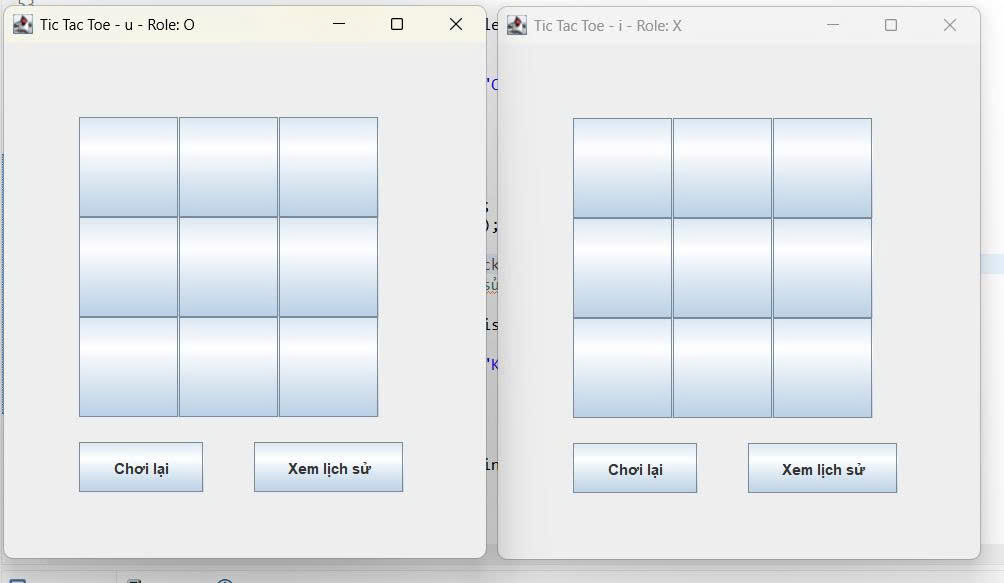 Tic Tac Toe - u - Role: O
Tic Tac Toe - i - Role: X
Chơi lại
Xem lịch sử
Chơi lại
Xem lịch sử